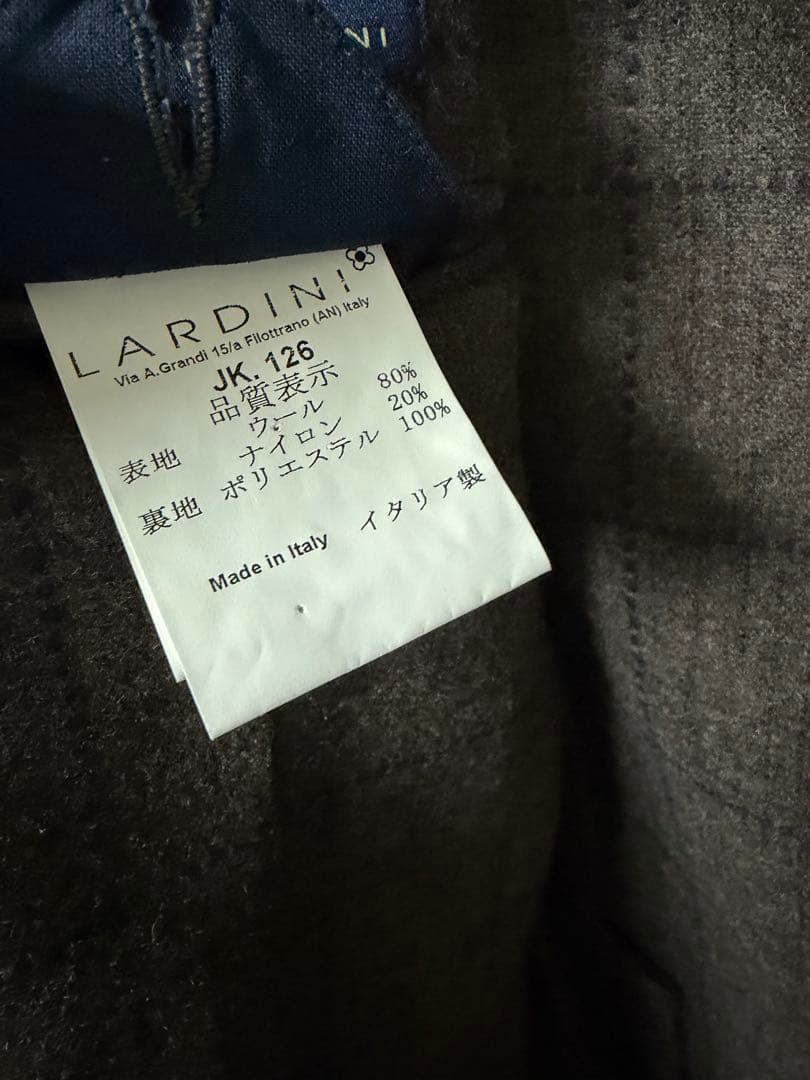 NI
LARDINI
Via A.Grandi 15/a Filottrano (AN) Italy
JK. 126
品質表示
表地 ウール 80%
ナイロン 20%
裏地 ポリエステル 100%
Made in Italy イタリア製